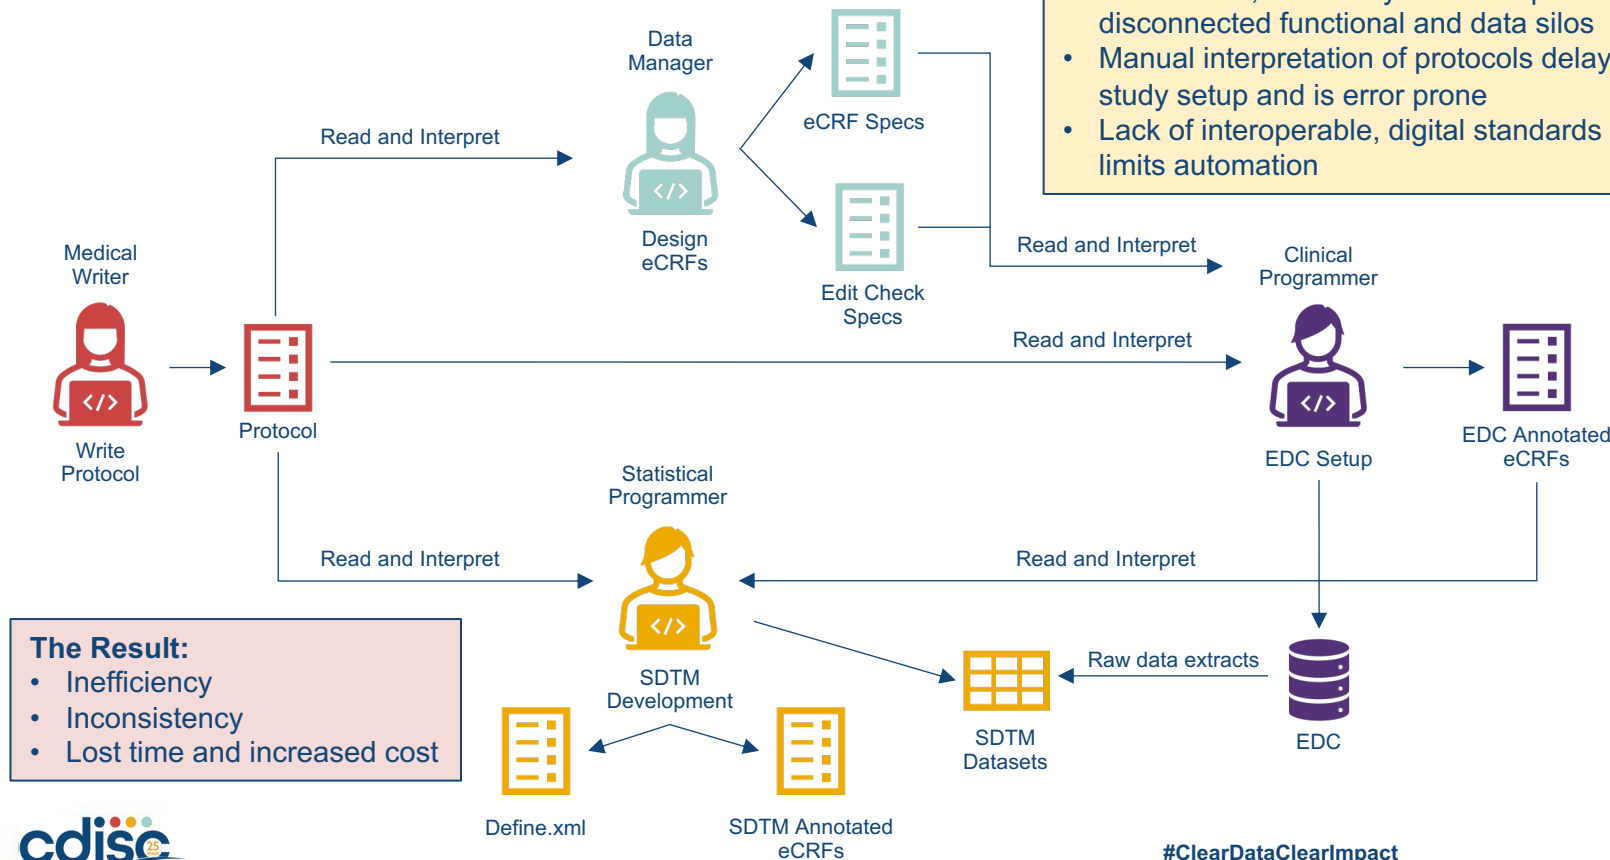 disconnected functional and data silos
• Manual interpretation of protocols delay
study setup and is error prone
• Lack of interoperable, digital standards
limits automation
Data
Manager
eCRF Specs
Read and Interpret
</>
Design
eCRFs
Edit Check
Specs
Read and Interpret
Clinical
Programmer
Medical
Writer
</>
Write
Protocol
Protocol
Read and Interpret
</>
EDC Setup
EDC Annotated
eCRFs
Statistical
Programmer
Read and Interpret
Read and Interpret
</>
SDTM
Development
The Result:
• Inefficiency
• Inconsistency
• Lost time and increased cost
Raw data extracts
SDTM
Datasets
EDC
Define.xml
SDTM Annotated
eCRFs
cdisc
25
#ClearDataClearImpact